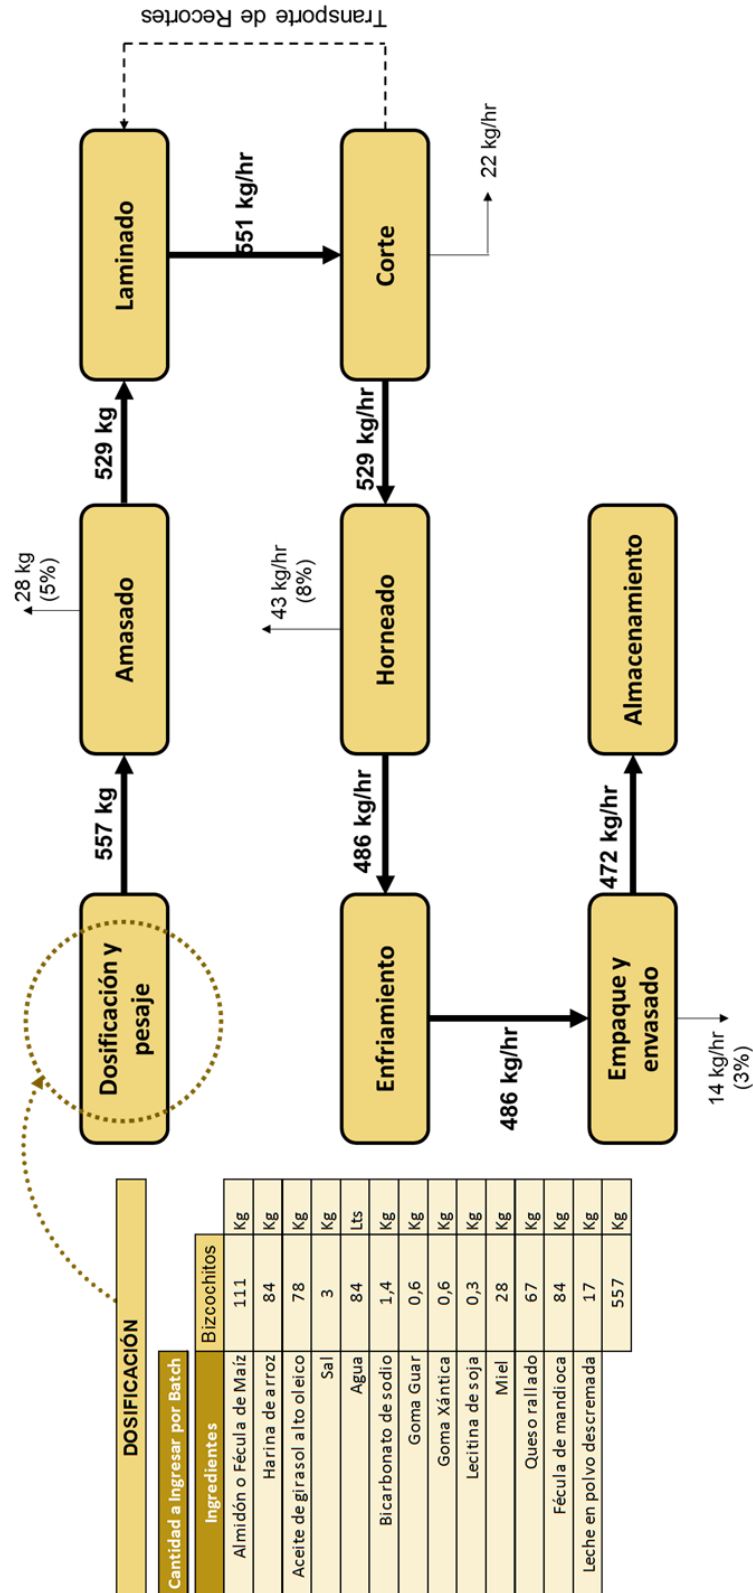 DOSIFICACIÓN
Cantidad a Ingresar por Batch
Ingredientes Bizcochitos
Almidón o Fécula de Maíz 111 Kg
Harina de arroz 84 Kg
Aceite de girasol alto oleico 78 Kg
Sal 3 Kg
Agua 84 Lts
Bicarbonato de sodio 1,4 Kg
Goma Guar 0,6 Kg
Goma Xántica 0,6 Kg
Lecitina de soja 0,3 Kg
Miel 28 Kg
Queso rallado 67 Kg
Fécula de mandioca 84 Kg
Leche en polvo descremada 17 Kg
557 Kg
Dosificación y
pesaje
557 kg
Amasado
28 kg
(5%)
529 kg
Laminado
Transporte de Recortes
551 kg/hr
Corte
22 kg/hr
529 kg/hr
Horneado
43 kg/hr
(8%)
486 kg/hr
Enfriamiento
486 kg/hr
Empaque y
envasado
14 kg/hr
(3%)
472 kg/hr
Almacenamiento